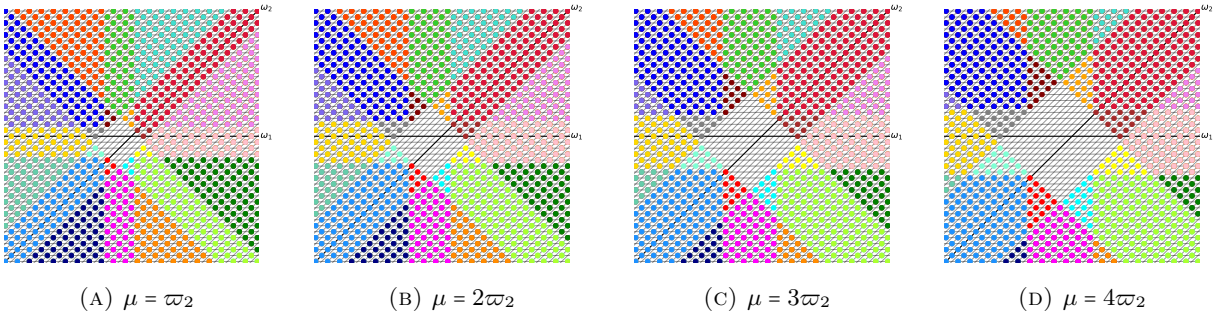 ω₂ ω₂ ω₂ ω₂
ω₁ ω₁ ω₁ ω₁
(A) μ = ϖ₂ (B) μ = 2ϖ₂ (C) μ = 3ϖ₂ (D) μ = 4ϖ₂